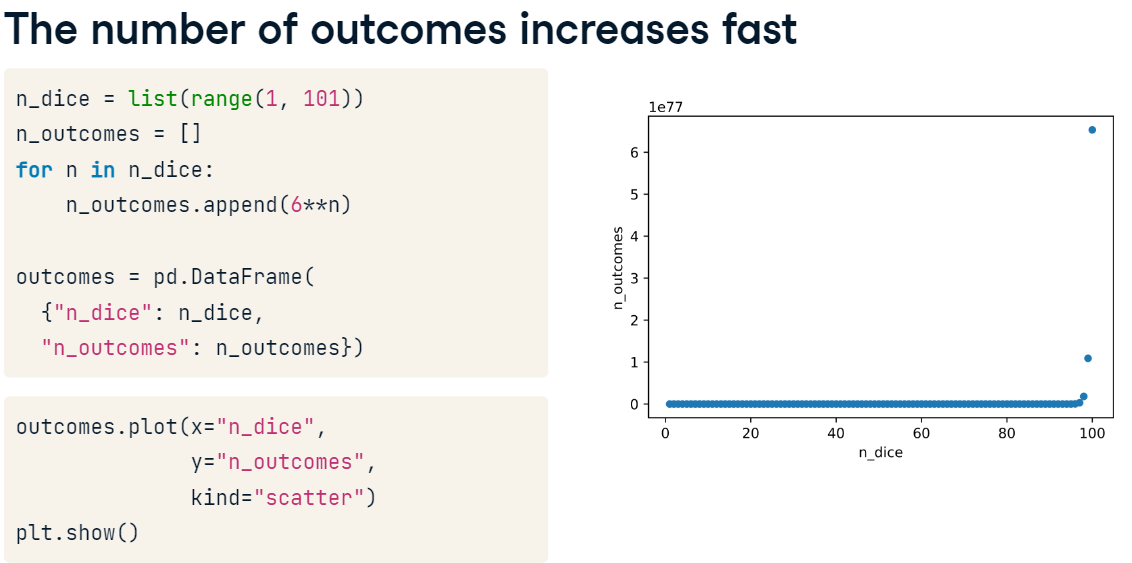 The number of outcomes increases fast
n_dice = list(range(1, 101))
n_outcomes = []
for n in n_dice:
    n_outcomes.append(6**n)
outcomes = pd.DataFrame(
  {"n_dice": n_dice,
  "n_outcomes": n_outcomes})
outcomes.plot(x="n_dice",
              y="n_outcomes",
              kind="scatter")
plt.show()
1e77
6
5
4
3
2
1
0
n_outcomes
0 20 40 60 80 100
n_dice